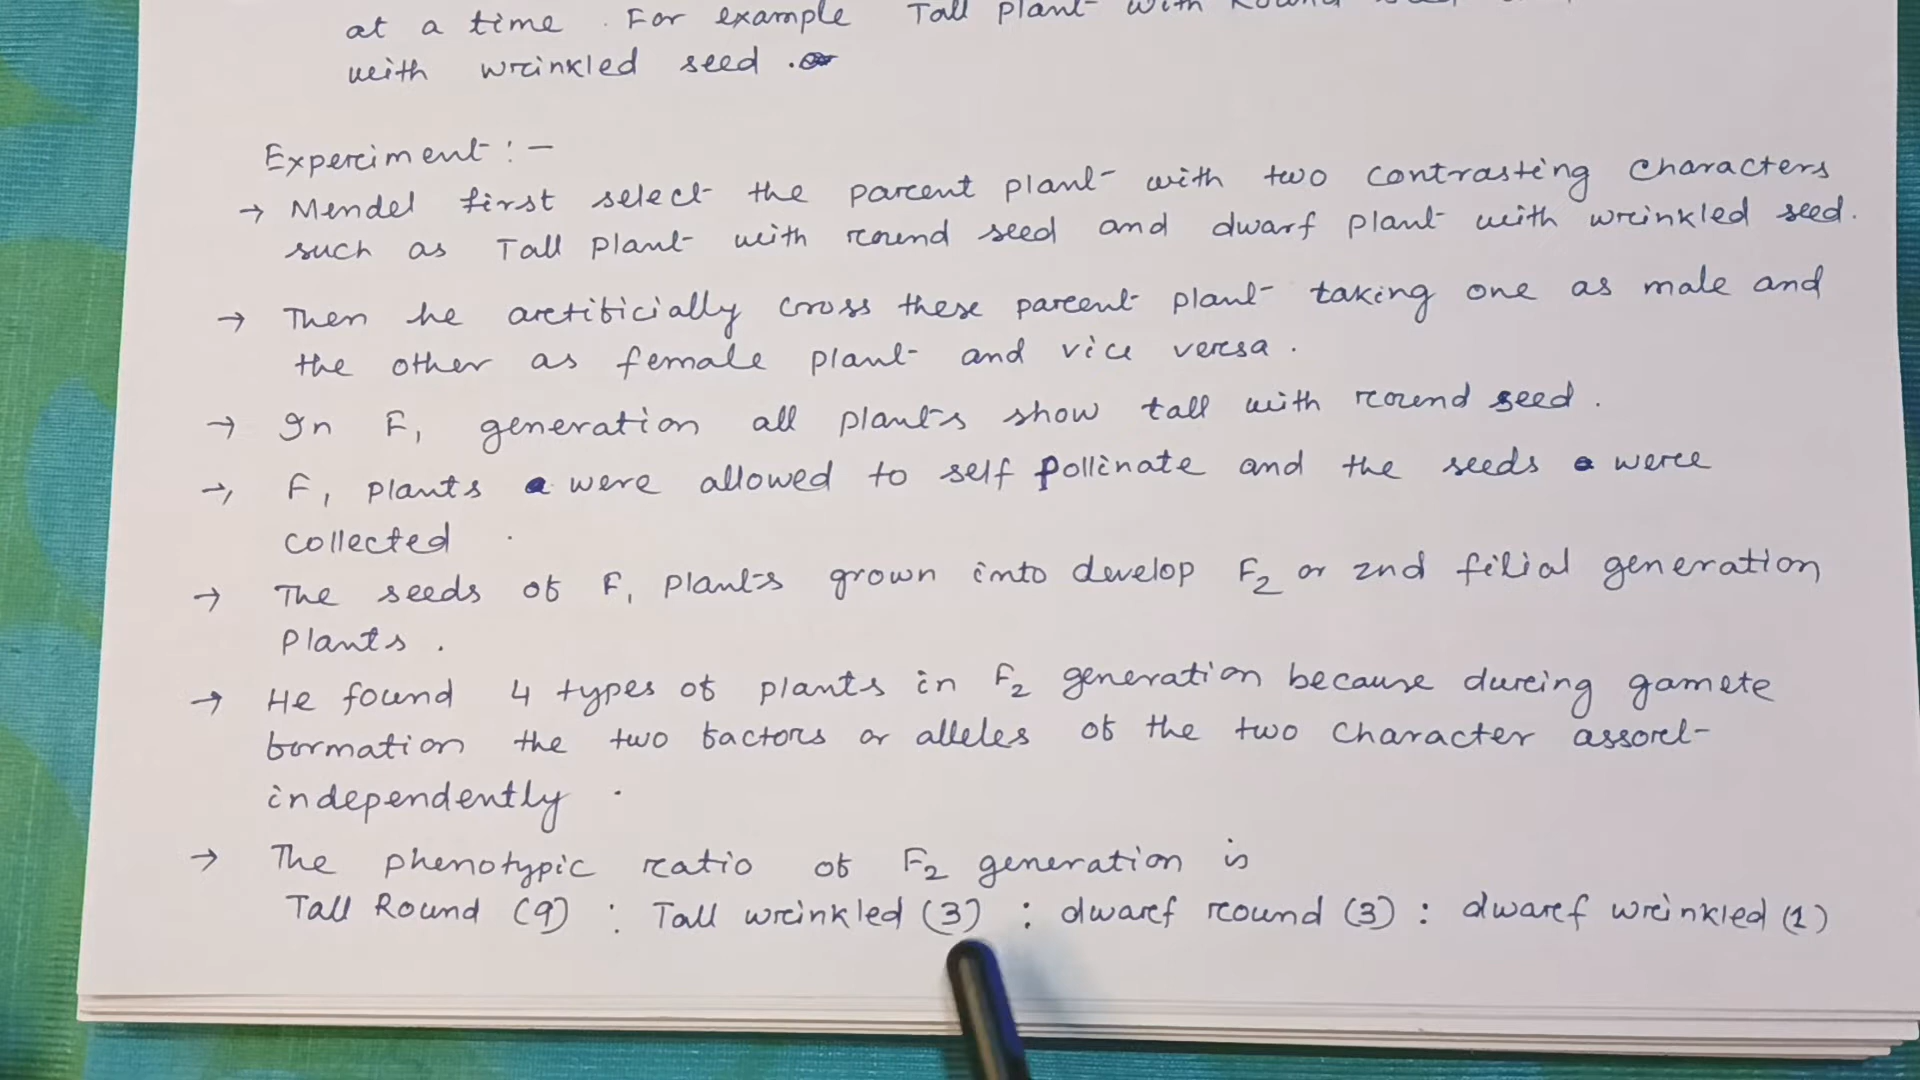 at a time. For example Tall plant with Round seed
with wrinkled seed.
Experiment :-
→ Mendel first select the parent plant with two contrasting characters
such as Tall plant with round seed and dwarf plant with wrinkled seed.
→ Then he artificially cross these parent plant taking one as male and
the other as female plant and vice versa.
→ In F₁ generation all plants show tall with round seed.
→ F₁ plants were allowed to self pollinate and the seeds were
collected.
→ The seeds of F₁ plants grown into develop F₂ or 2nd filial generation
Plants.
→ He found 4 types of plants in F₂ generation because during gamete
formation the two factors or alleles of the two character assort
independently.
→ The phenotypic ratio of F₂ generation is
Tall Round (9) : Tall wrinkled (3) : dwarf round (3) : dwarf wrinkled (1)